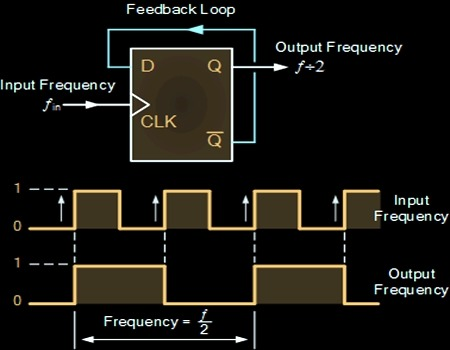 Feedback Loop
D
Q
Output Frequency
f÷2
Input Frequency
fin
CLK
Q̅
1
0
Input
Frequency
1
0
Output
Frequency
Frequency = f/2